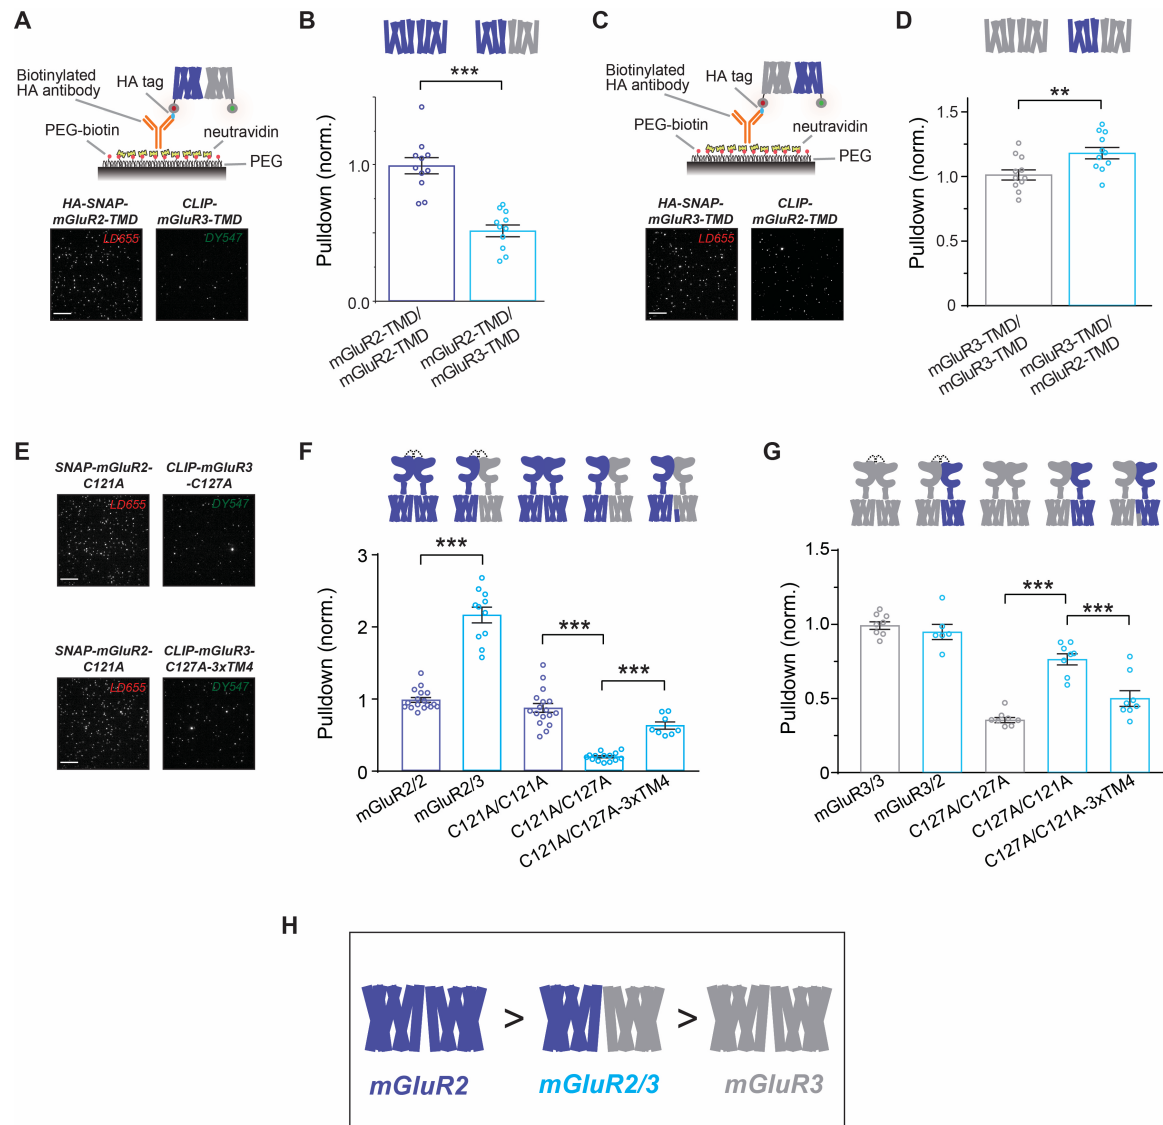 A
Biotinylated
HA antibody
HA tag
PEG-biotin
neutravidin
PEG
HA-SNAP-
mGluR2-TMD
CLIP-
mGluR3-TMD
LD655
DY547
B
***
Pulldown (norm.)
1.0
0.0
mGluR2-TMD/
mGluR2-TMD
mGluR2-TMD/
mGluR3-TMD
C
Biotinylated
HA antibody
HA tag
PEG-biotin
neutravidin
PEG
HA-SNAP-
mGluR3-TMD
CLIP-
mGluR2-TMD
LD655
D
**
Pulldown (norm.)
1.5
1.0
0.5
0
mGluR3-TMD/
mGluR3-TMD
mGluR3-TMD/
mGluR2-TMD
E
SNAP-mGluR2-
C121A
CLIP-mGluR3
-C127A
LD655
DY547
SNAP-mGluR2-
C121A
CLIP-mGluR3-
C127A-3xTM4
LD655
DY547
F
***
***
***
Pulldown (norm.)
3
2
1
0
mGluR2/2
mGluR2/3
C121A/C121A
C121A/C127A
C121A/C127A-3xTM4
G
***
***
Pulldown (norm.)
1.5
1.0
0.50
0
mGluR3/3
mGluR3/2
C127A/C127A
C127A/C121A
C127A/C121A-3xTM4
H
> >
mGluR2 mGluR2/3 mGluR3